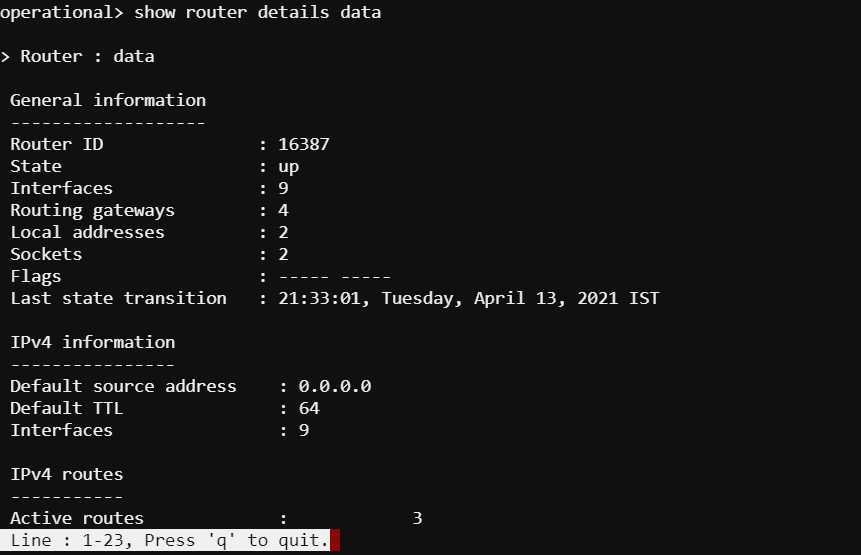 operational> show router details data
> Router : data
General information
-------------------
Router ID : 16387
State : up
Interfaces : 9
Routing gateways : 4
Local addresses : 2
Sockets : 2
Flags : ----- -----
Last state transition : 21:33:01, Tuesday, April 13, 2021 IST
IPv4 information
----------------
Default source address : 0.0.0.0
Default TTL : 64
Interfaces : 9
IPv4 routes
-----------
Active routes : 3
Line : 1-23, Press 'q' to quit.